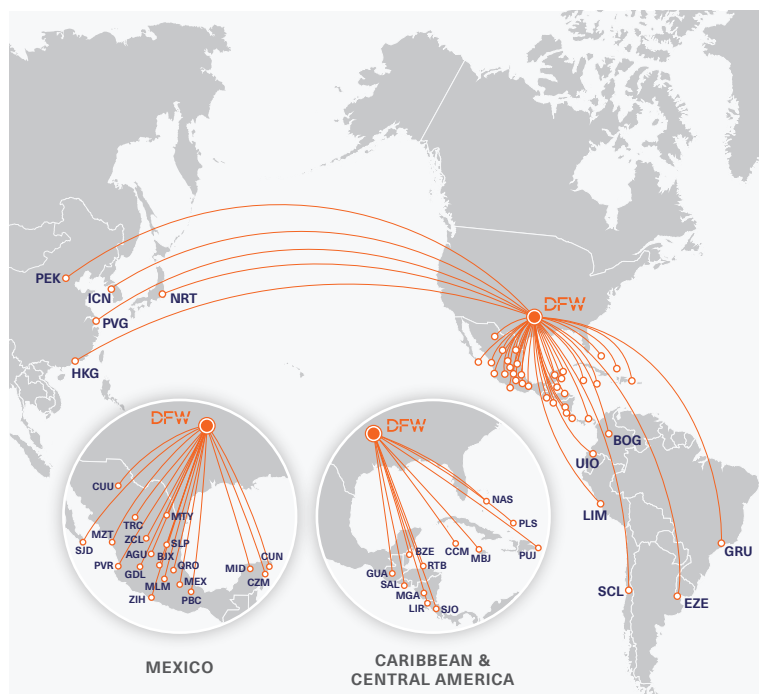 PEK
ICN
NRT
PVG
HKG
DFW
BOG
UIO
LIM
GRU
SCL
EZE
DFW
CUU
TRC
MTY
MZT
ZCL
SJD
AGU
BJX
SLP
PVR
GDL
QRO
MLM
MEX
ZIH
PBC
MID
CUN
CZM
MEXICO
DFW
NAS
PLS
PUJ
BZE
CCM
MBJ
RTB
GUA
SAL
MGA
LIR
SJO
CARIBBEAN &
CENTRAL AMERICA